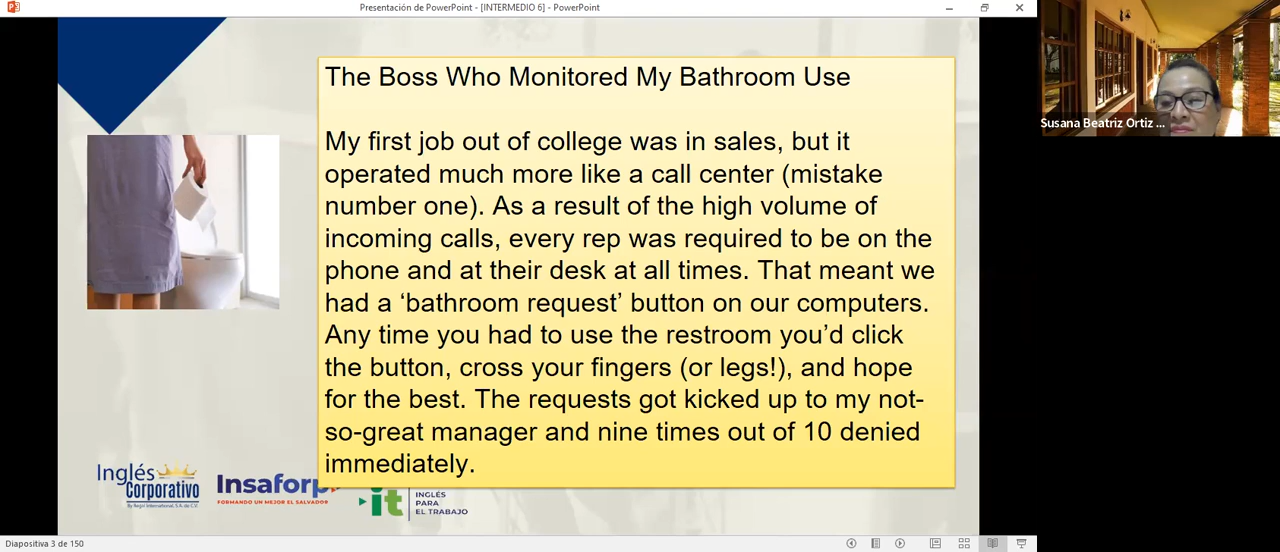 Presentación de PowerPoint - [INTERMEDIO 6] - PowerPoint
The Boss Who Monitored My Bathroom Use
My first job out of college was in sales, but it
operated much more like a call center (mistake
number one). As a result of the high volume of
incoming calls, every rep was required to be on the
phone and at their desk at all times. That meant we
had a ‘bathroom request’ button on our computers.
Any time you had to use the restroom you’d click
the button, cross your fingers (or legs!), and hope
for the best. The requests got kicked up to my not-
so-great manager and nine times out of 10 denied
immediately.
Susana Beatriz Ortiz ...
Inglés
Corporativo
By Regal International, S.A. de C.V.
Insaforp
FORMANDO UN MEJOR EL SALVADOR
it
INGLÉS
PARA
EL TRABAJO
Diapositiva 3 de 150